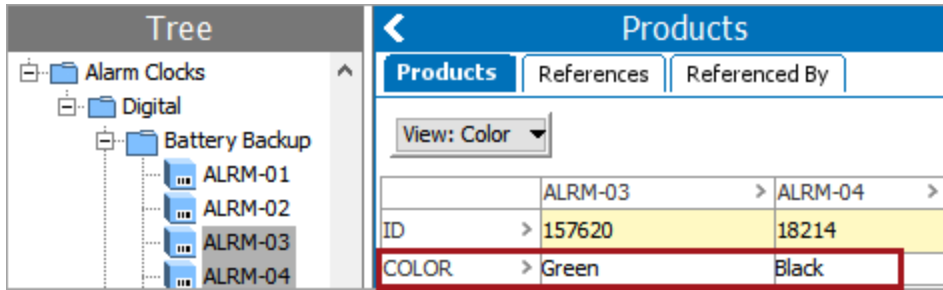 Tree
Alarm Clocks
Digital
Battery Backup
ALRM-01
ALRM-02
ALRM-03
ALRM-04
Products
Products References Referenced By
View: Color
ALRM-03 > ALRM-04 >
ID > 157620 18214
COLOR > Green Black